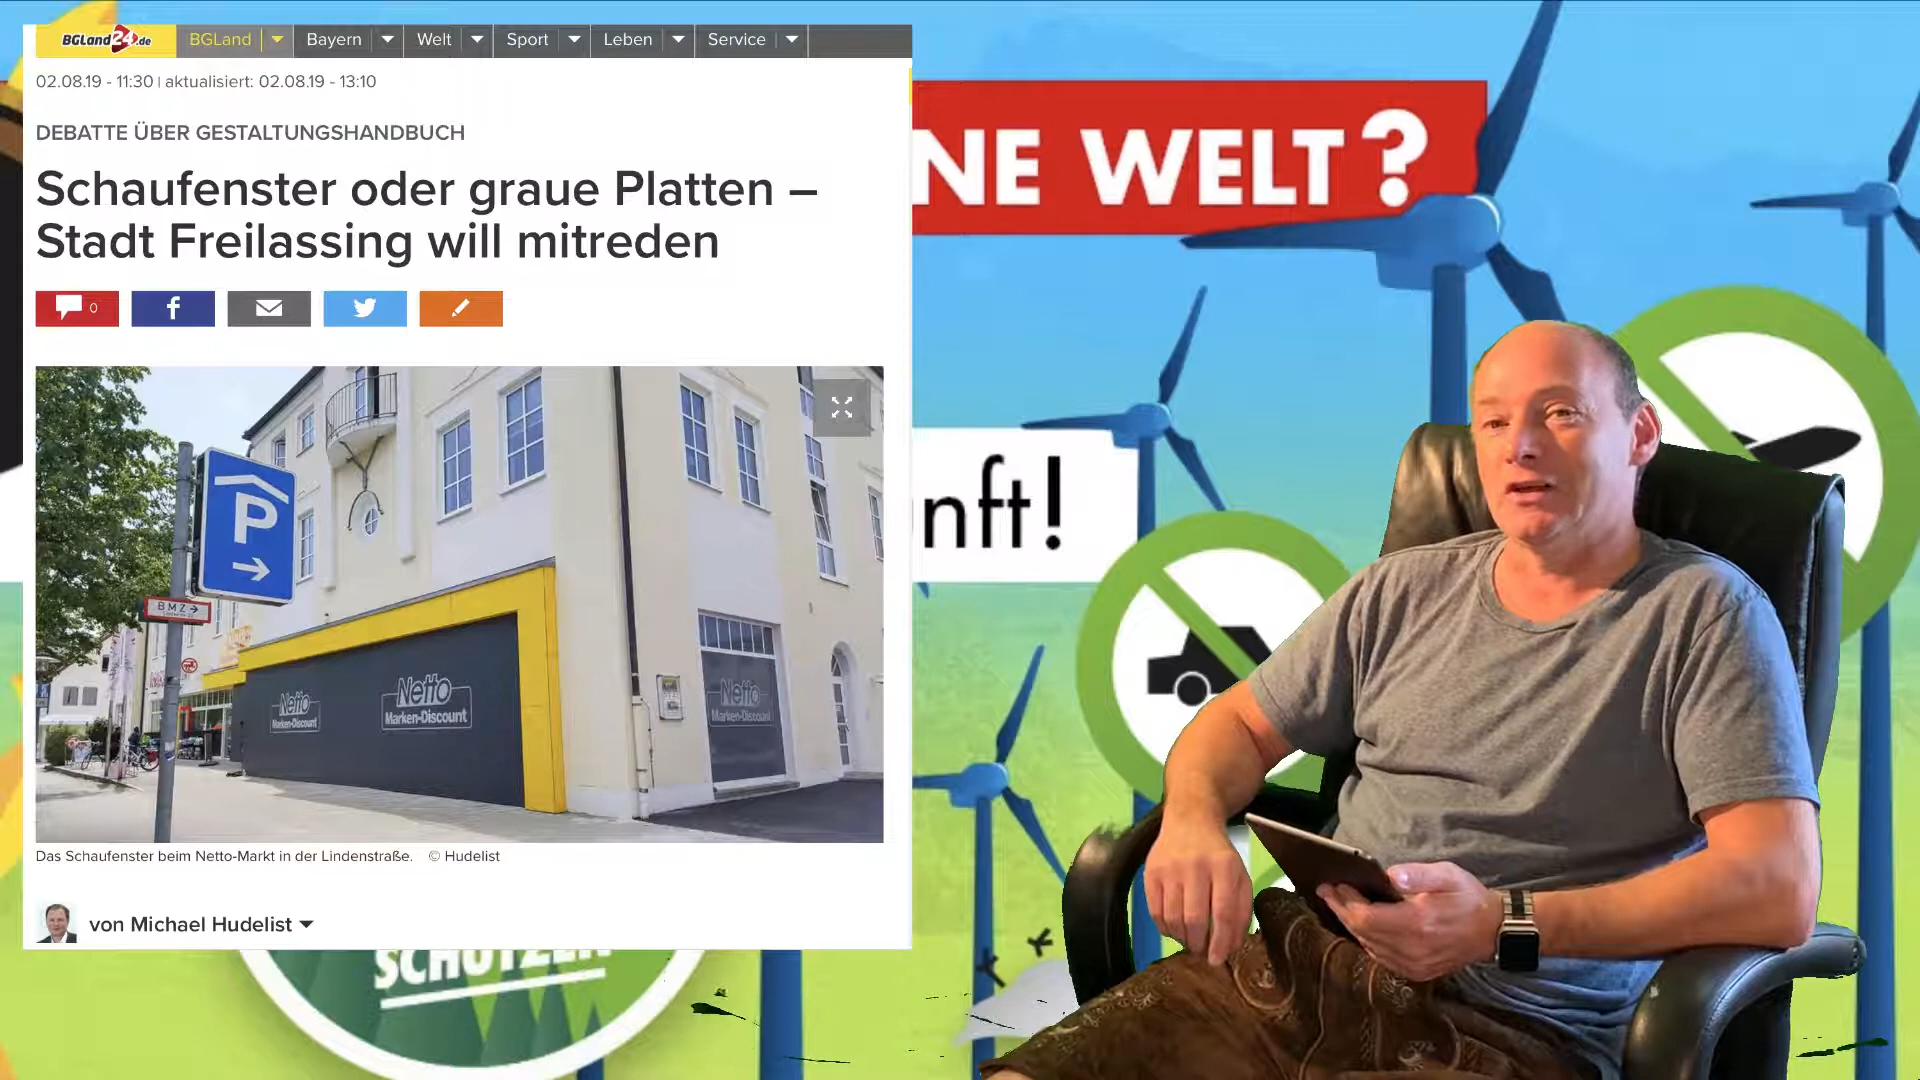 BGLand24.de
BGLand
Bayern
Welt
Sport
Leben
Service
02.08.19 - 11:30 | aktualisiert: 02.08.19 - 13:10
DEBATTE ÜBER GESTALTUNGSHANDBUCH
Schaufenster oder graue Platten –
Stadt Freilassing will mitreden
0
P
BMZ
Netto
Marken-Discount
Netto
Marken-Discount
Netto
Marken-Discount
Das Schaufenster beim Netto-Markt in der Lindenstraße. © Hudelist
von Michael Hudelist
NE WELT?
nft!
SCHÜTZEN